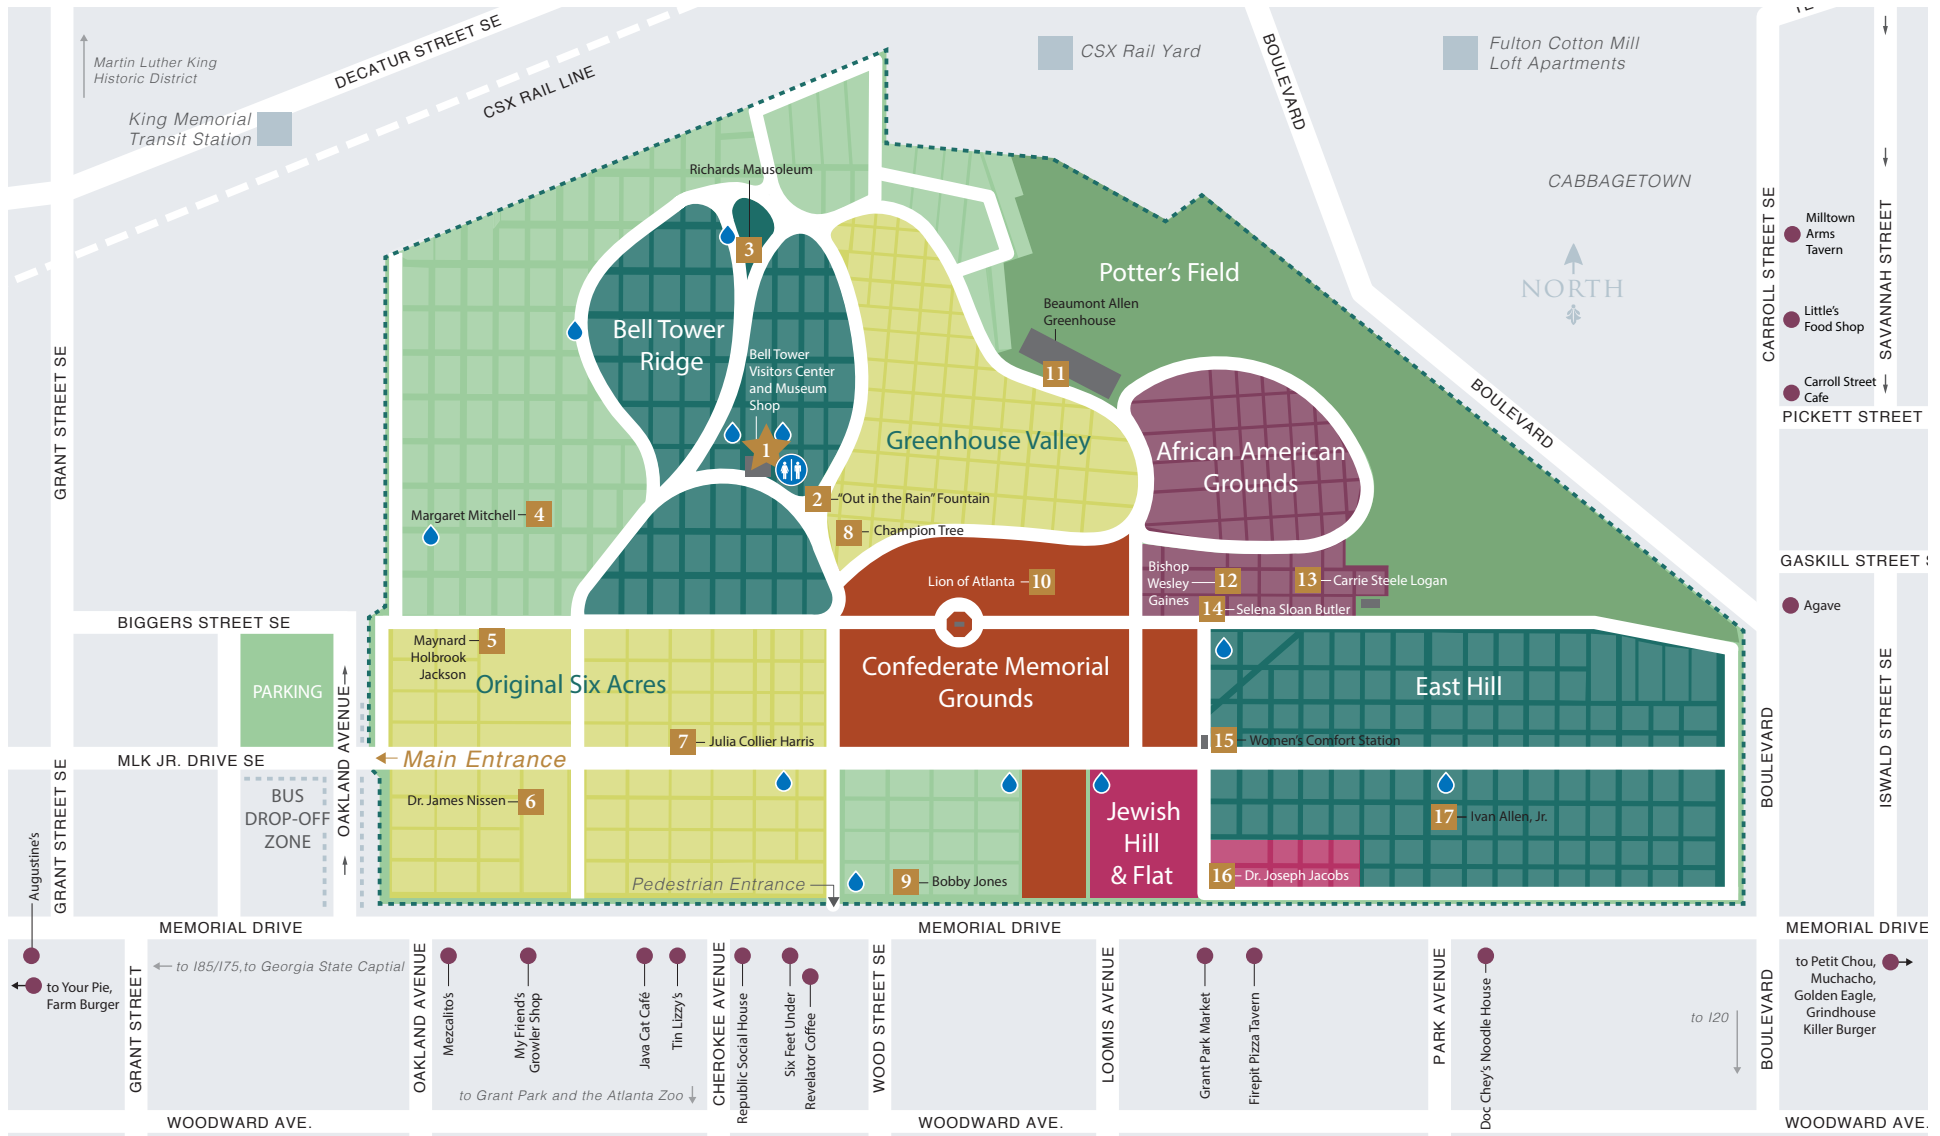 DECATUR STREET SE
CSX RAIL LINE
Martin Luther King
Historic District
King Memorial
Transit Station
CSX Rail Yard
BOULEVARD
Fulton Cotton Mill
Loft Apartments
CABBAGETOWN
NORTH
CARROLL STREET SE
SAVANNAH STREET
Milltown
Arms
Tavern
Little's
Food Shop
Carroll Street
Cafe
PICKETT STREET
GASKILL STREET
Agave
ISWALD STREET SE
BOULEVARD
BOULEVARD
GRANT STREET SE
Richards Mausoleum
3
Bell Tower
Ridge
Bell Tower
Visitors Center
and Museum
Shop
1
2
"Out in the Rain" Fountain
8
Champion Tree
Margaret Mitchell
4
Greenhouse Valley
Potter's Field
Beaumont Allen
Greenhouse
11
African American
Grounds
Lion of Atlanta
10
Bishop
Wesley
Gaines
12
13
Carrie Steele Logan
14
Selena Sloan Butler
BIGGERS STREET SE
PARKING
OAKLAND AVENUE
Maynard
Holbrook
Jackson
5
Original Six Acres
7
Julia Collier Harris
Confederate Memorial
Grounds
East Hill
15
Women's Comfort Station
MLK JR. DRIVE SE
Main Entrance
BUS
DROP-OFF
ZONE
GRANT STREET SE
Augustine's
Dr. James Nissen
6
Pedestrian Entrance
9
Bobby Jones
Jewish
Hill
& Flat
17
Ivan Allen, Jr.
16
Dr. Joseph Jacobs
MEMORIAL DRIVE
MEMORIAL DRIVE
MEMORIAL DRIVE
to Your Pie,
Farm Burger
GRANT STREET
to I85/I75,to Georgia State Captial
OAKLAND AVENUE
Mezcalito's
My Friend's
Growler Shop
Java Cat Café
Tin Lizzy's
to Grant Park and the Atlanta Zoo
CHEROKEE AVENUE
Republic Social House
Six Feet Under
Revelator Coffee
WOOD STREET SE
LOOMIS AVENUE
Grant Park Market
Firepit Pizza Tavern
PARK AVENUE
Doc Chey's Noodle House
to I20
BOULEVARD
to Petit Chou,
Muchacho,
Golden Eagle,
Grindhouse
Killer Burger
WOODWARD AVE.
WOODWARD AVE.
WOODWARD AVE.